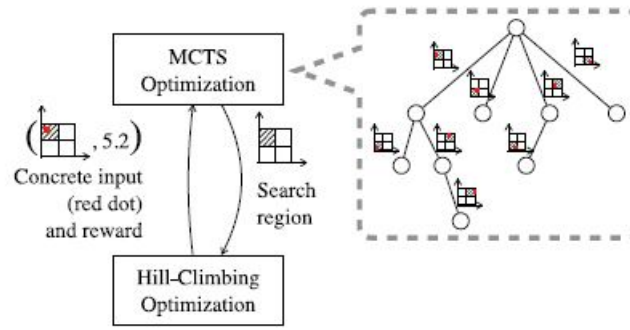 MCTS
Optimization
( , 5.2)
Concrete input
(red dot)
and reward
Search
region
Hill-Climbing
Optimization